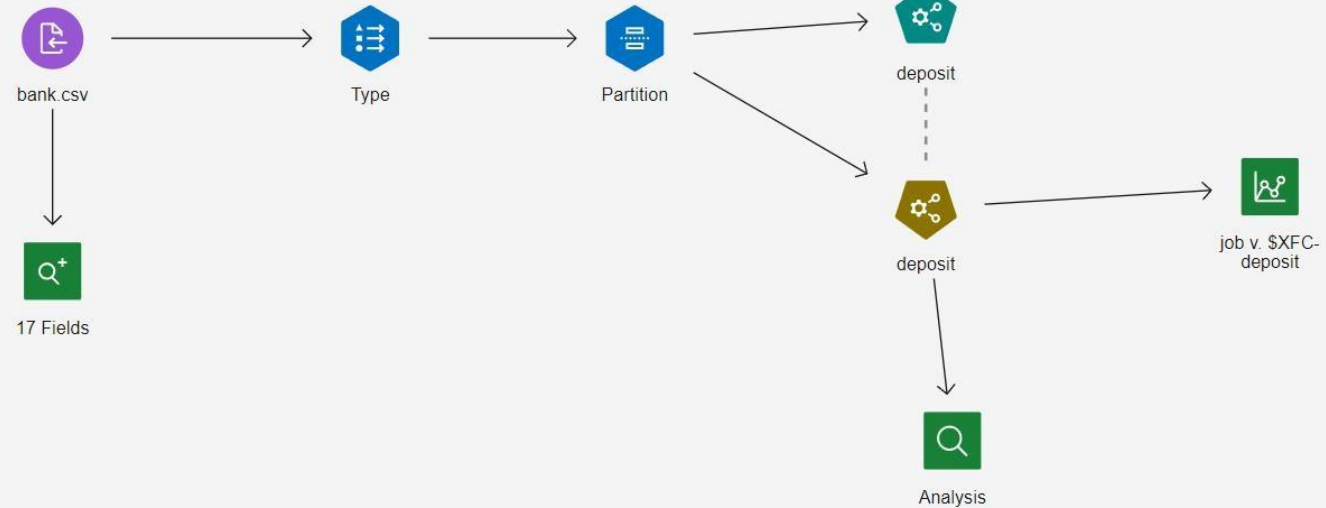 deposit
bank.csv
Type
Partition
job v. $XFC-
deposit
deposit
17 Fields
Analysis